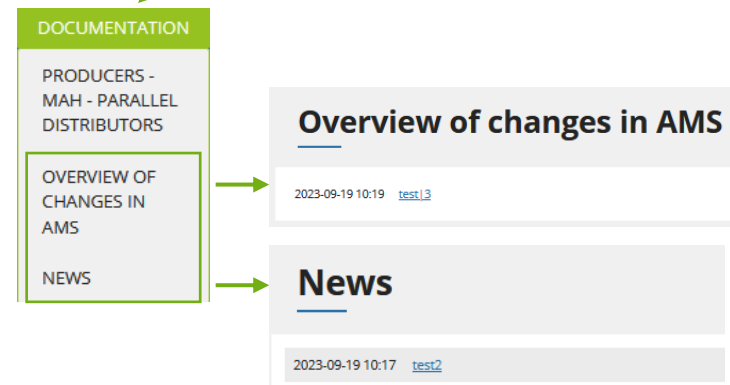 DOCUMENTATION
PRODUCERS -
MAH - PARALLEL
DISTRIBUTORS
OVERVIEW OF
CHANGES IN
AMS
NEWS
Overview of changes in AMS
2023-09-19 10:19 test|3
News
2023-09-19 10:17 test2